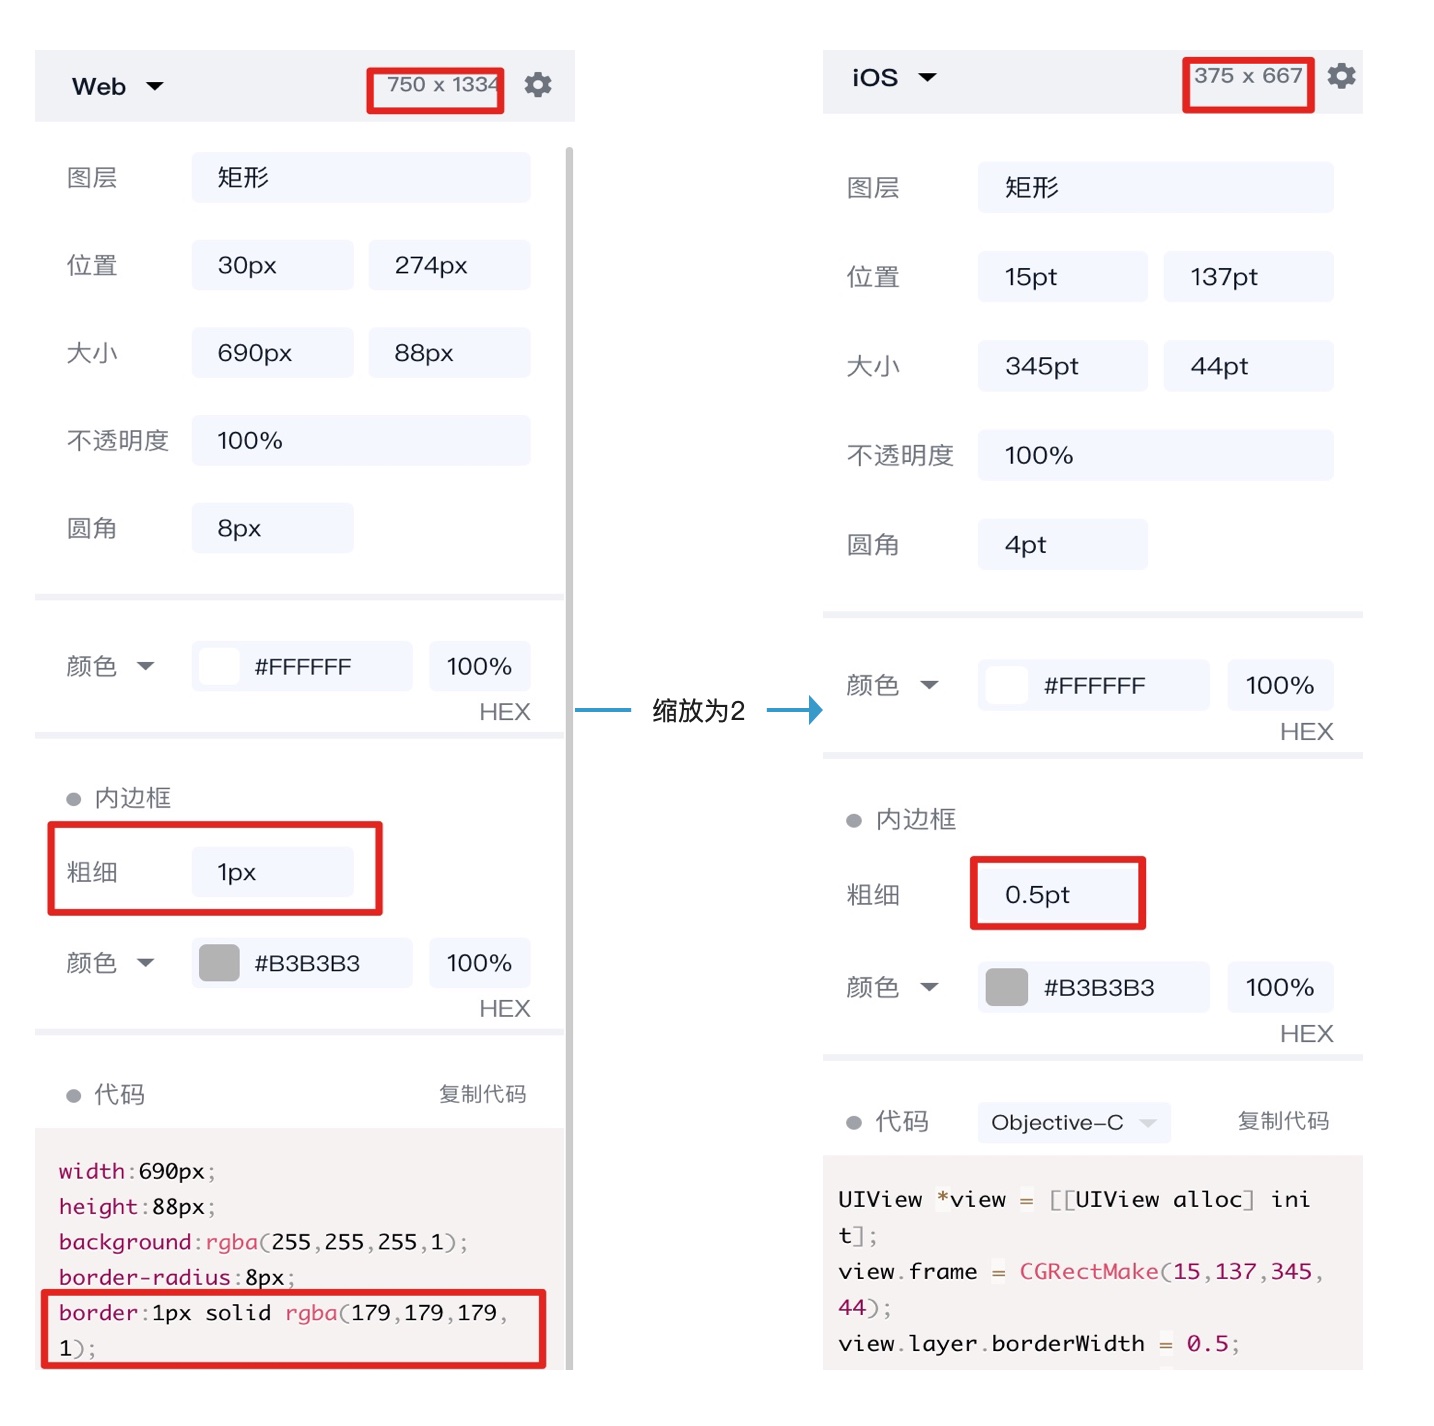 Web
750 x 1334
图层
矩形
位置
30px
274px
大小
690px
88px
不透明度
100%
圆角
8px
颜色
#FFFFFF
100%
HEX
内边框
粗细
1px
颜色
#B3B3B3
100%
HEX
代码
复制代码
width:690px;
height:88px;
background:rgba(255,255,255,1);
border-radius:8px;
border:1px solid rgba(179,179,179,
1);
缩放为2
iOS
375 x 667
图层
矩形
位置
15pt
137pt
大小
345pt
44pt
不透明度
100%
圆角
4pt
颜色
#FFFFFF
100%
HEX
内边框
粗细
0.5pt
颜色
#B3B3B3
100%
HEX
代码
Objective-C
复制代码
UIView *view = [[UIView alloc] ini
t];
view.frame = CGRectMake(15,137,345,
44);
view.layer.borderWidth = 0.5;